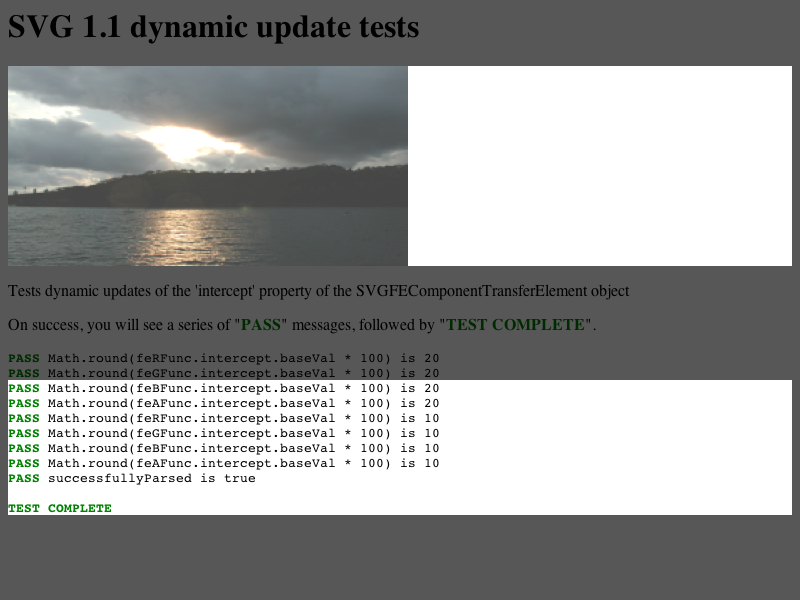 SVG 1.1 dynamic update tests
Tests dynamic updates of the 'intercept' property of the SVGFEComponentTransferElement object
On success, you will see a series of "PASS" messages, followed by "TEST COMPLETE".
PASS Math.round(feRFunc.intercept.baseVal * 100) is 20
PASS Math.round(feGFunc.intercept.baseVal * 100) is 20
PASS Math.round(feBFunc.intercept.baseVal * 100) is 20
PASS Math.round(feAFunc.intercept.baseVal * 100) is 20
PASS Math.round(feRFunc.intercept.baseVal * 100) is 10
PASS Math.round(feGFunc.intercept.baseVal * 100) is 10
PASS Math.round(feBFunc.intercept.baseVal * 100) is 10
PASS Math.round(feAFunc.intercept.baseVal * 100) is 10
PASS successfullyParsed is true
TEST COMPLETE